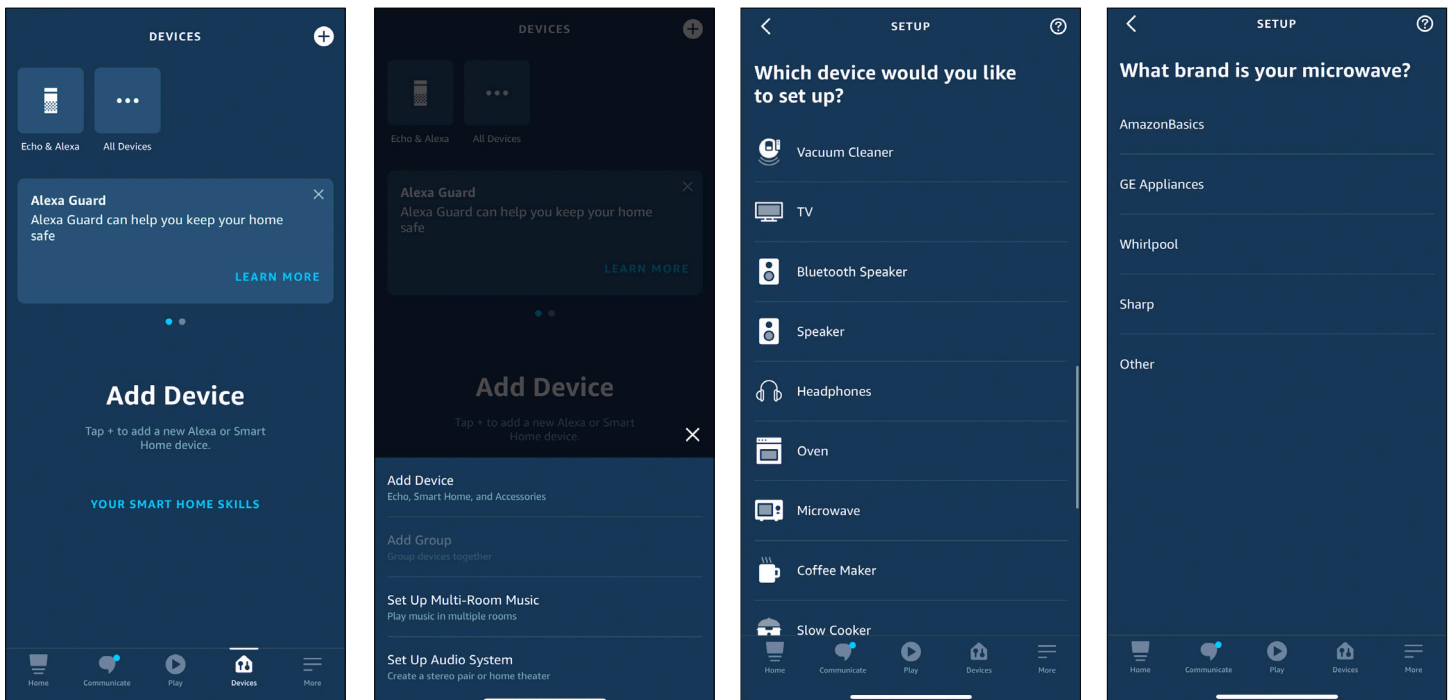 DEVICES
Echo & Alexa
All Devices
Alexa Guard
Alexa Guard can help you keep your home
safe
LEARN MORE
Add Device
Tap + to add a new Alexa or Smart
Home device.
YOUR SMART HOME SKILLS
Home
Communicate
Play
Devices
More
DEVICES
Echo & Alexa
All Devices
Alexa Guard
Alexa Guard can help you keep your home
safe
LEARN MORE
Add Device
Tap + to add a new Alexa or Smart
Home device.
Add Device
Echo, Smart Home, and Accessories
Add Group
Group devices together
Set Up Multi-Room Music
Play music in multiple rooms
Set Up Audio System
Create a stereo pair or home theater
SETUP
Which device would you like
to set up?
Vacuum Cleaner
TV
Bluetooth Speaker
Speaker
Headphones
Oven
Microwave
Coffee Maker
Slow Cooker
Home
Communicate
Play
Devices
More
SETUP
What brand is your microwave?
AmazonBasics
GE Appliances
Whirlpool
Sharp
Other
Home
Communicate
Play
Devices
More